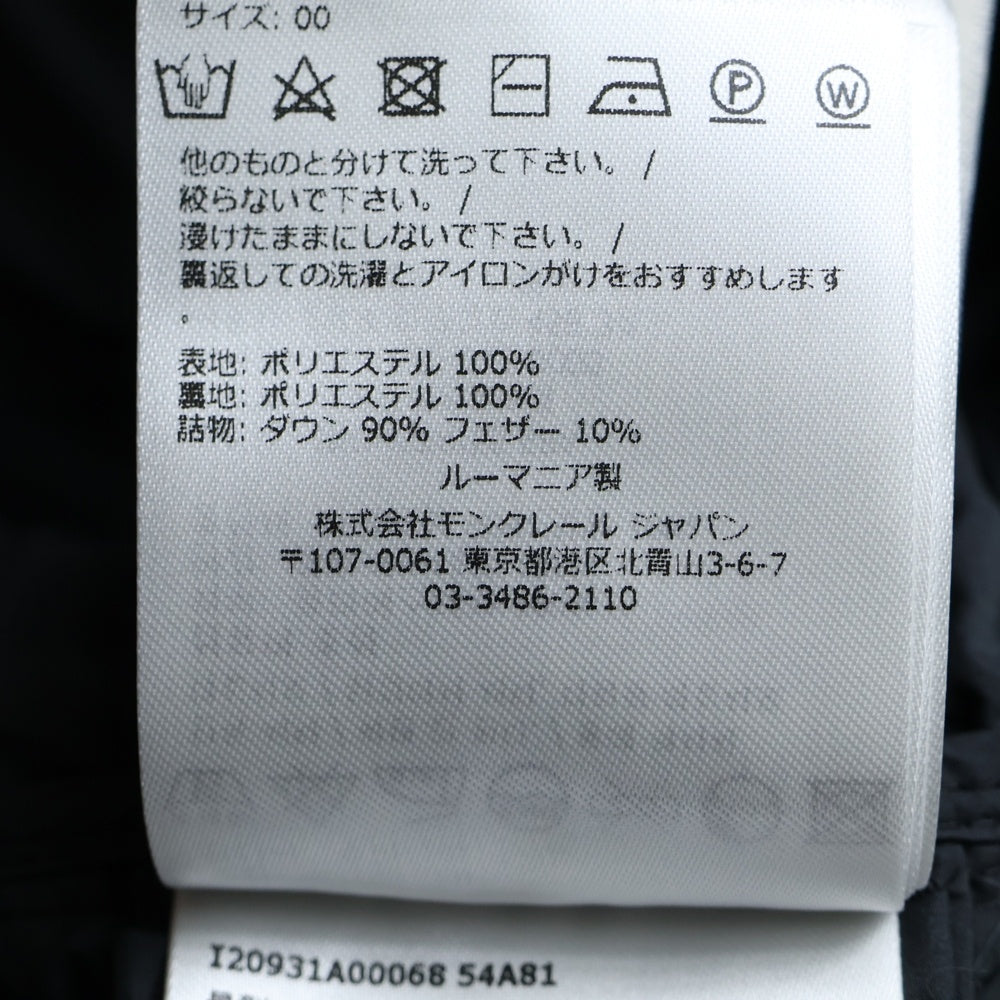 サイズ: 00
P W
他のものと分けて洗って下さい。 /
絞らないで下さい。 /
浸けたままにしないで下さい。 /
裏返しての洗濯とアイロンがけをおすすめします
。
表地: ポリエステル 100%
裏地: ポリエステル 100%
詰物: ダウン 90% フェザー 10%
ルーマニア製
株式会社モンクレール ジャパン
〒107-0061 東京都港区北青山3-6-7
03-3486-2110
I20931A00068 54A81